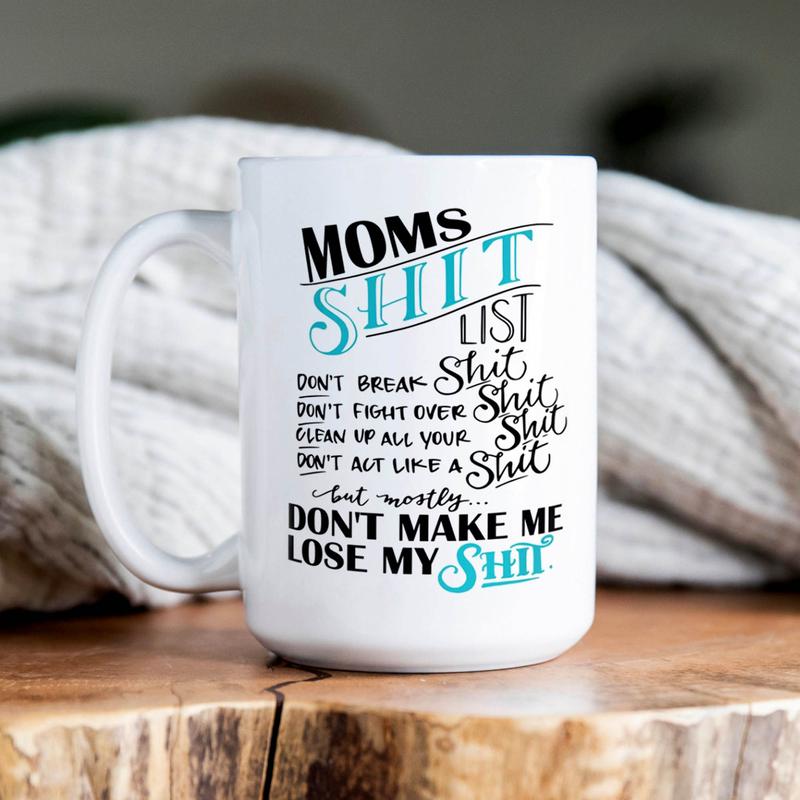 MOMS
SHIT
LIST
DON'T BREAK Shit
DON'T FIGHT OVER Shit
CLEAN UP ALL YOUR Shit
DON'T ACT LIKE A Shit
but mostly...
DON'T MAKE ME
LOSE MY SHIT.